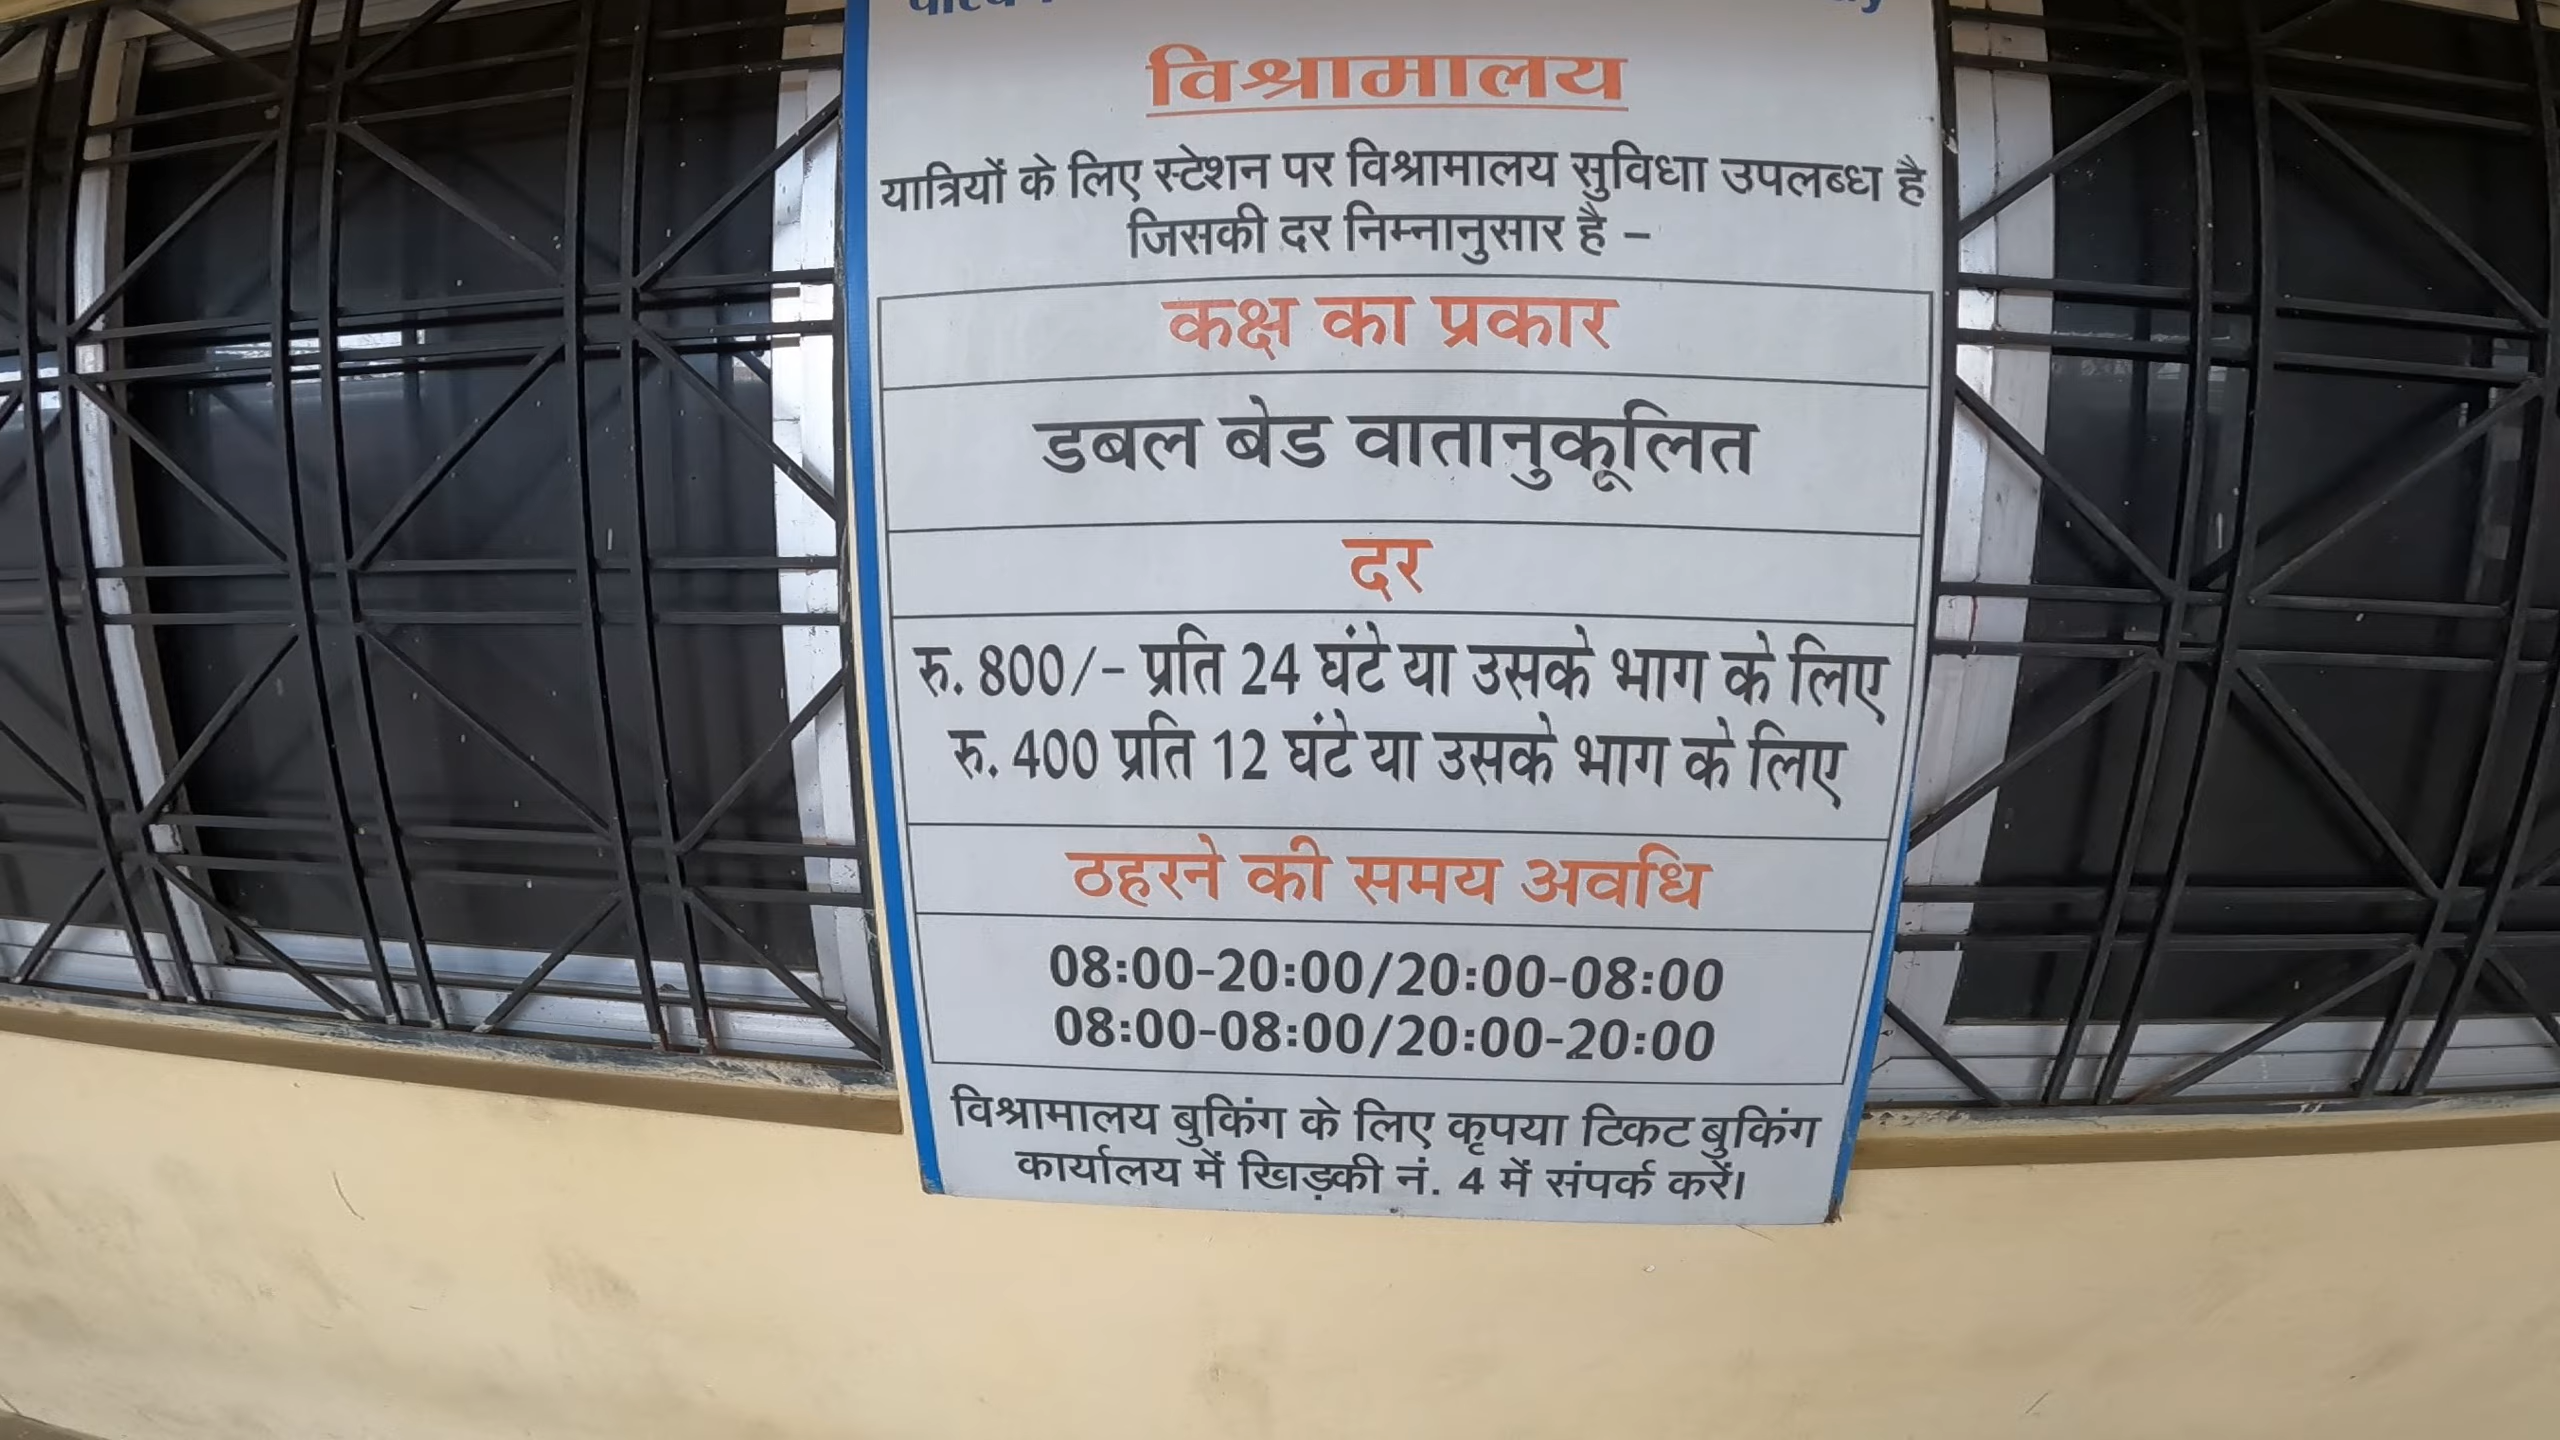 विश्रामालय
यात्रियों के लिए स्टेशन पर विश्रामालय सुविधा उपलब्ध है
जिसकी दर निम्नानुसार है –
कक्ष का प्रकार
डबल बेड वातानुकूलित
दर
रु. 800/- प्रति 24 घंटे या उसके भाग के लिए
रु. 400 प्रति 12 घंटे या उसके भाग के लिए
ठहरने की समय अवधि
08:00-20:00/20:00-08:00
08:00-08:00/20:00-20:00
विश्रामालय बुकिंग के लिए कृपया टिकट बुकिंग
कार्यालय में खिड़की नं. 4 में संपर्क करें।